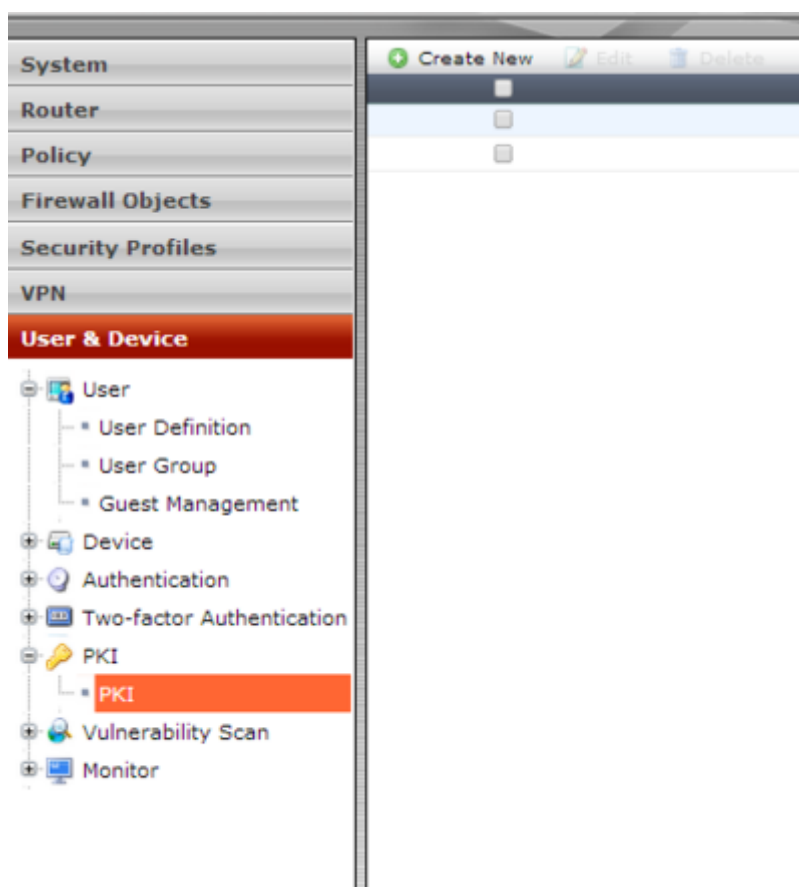 System
Router
Policy
Firewall Objects
Security Profiles
VPN
User & Device
User
User Definition
User Group
Guest Management
Device
Authentication
Two-factor Authentication
PKI
PKI
Vulnerability Scan
Monitor
Create New Edit Delete